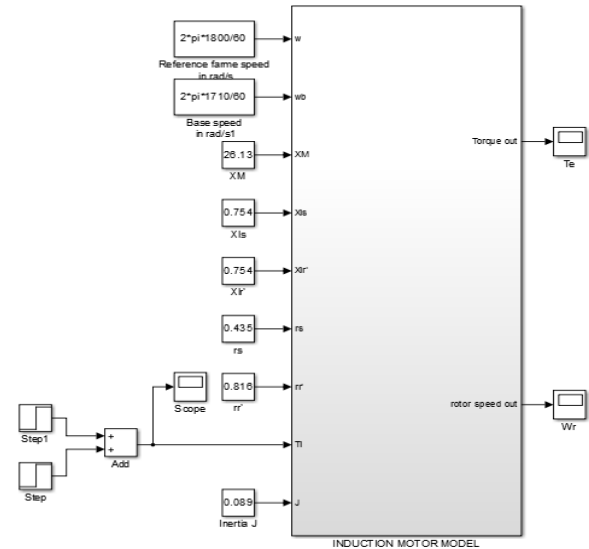 2*pi*1800/60
w
Reference farme speed
in rad/s
2*pi*1710/60
wb
Base speed
in rad/s1
Torque out
Te
26.13
XM
XM
0.754
Xls
Xls
0.754
Xlr'
Xlr'
0.435
rs
rs
0.816
rr'
rr'
Scope
rotor speed out
Wr
Step1
+
+
Add
Tl
Step
0.089
J
Inertia J
INDUCTION MOTOR MODEL